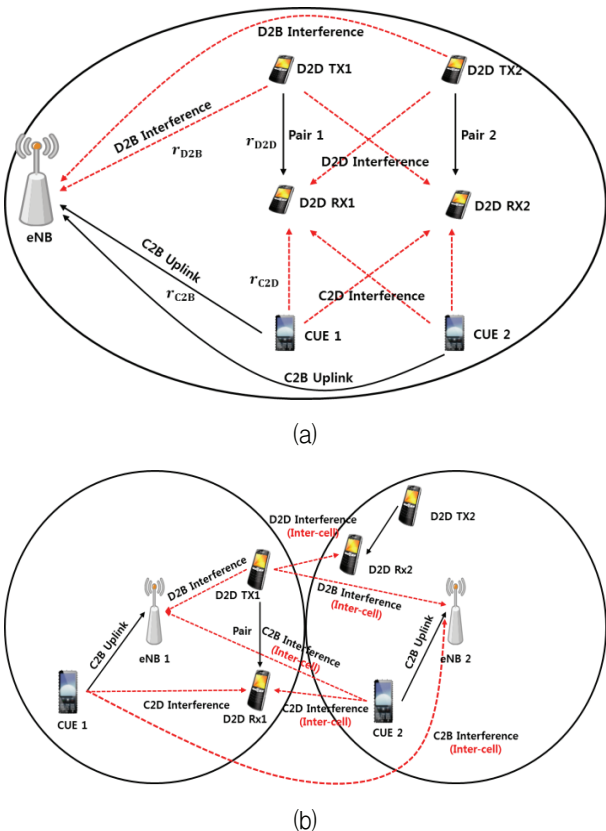 D2B Interference
D2D TX1
D2D TX2
D2B Interference
r_D2B
r_D2D
Pair 1
Pair 2
D2D Interference
D2D RX1
D2D RX2
eNB
C2B Uplink
r_C2B
r_C2D
C2D Interference
CUE 1
CUE 2
C2B Uplink
(a)
D2D TX2
D2D Interference
(Inter-cell)
D2D Rx2
D2B Interference
D2D TX1
D2B Interference
(Inter-cell)
Pair
C2B Interference
(Inter-cell)
C2B Uplink
eNB 1
C2B Uplink
eNB 2
CUE 1
C2D Interference
D2D Rx1
C2D Interference
(Inter-cell)
CUE 2
C2B Interference
(Inter-cell)
(b)